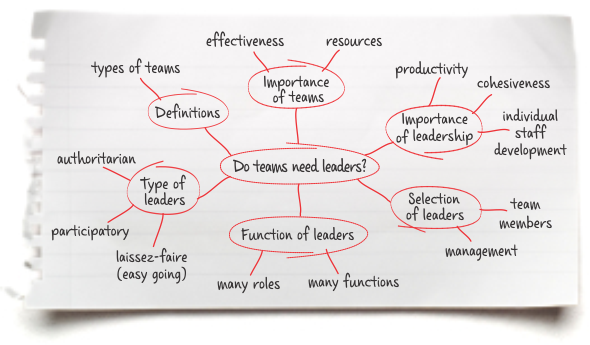 effectiveness
resources
types of teams
Importance
of teams
productivity
cohesiveness
Definitions
Importance
of leadership
individual
staff
development
authoritarian
Do teams need leaders?
Type of
leaders
Selection
of leaders
team
members
participatory
Function of leaders
management
laissez-faire
(easy going)
many roles
many functions